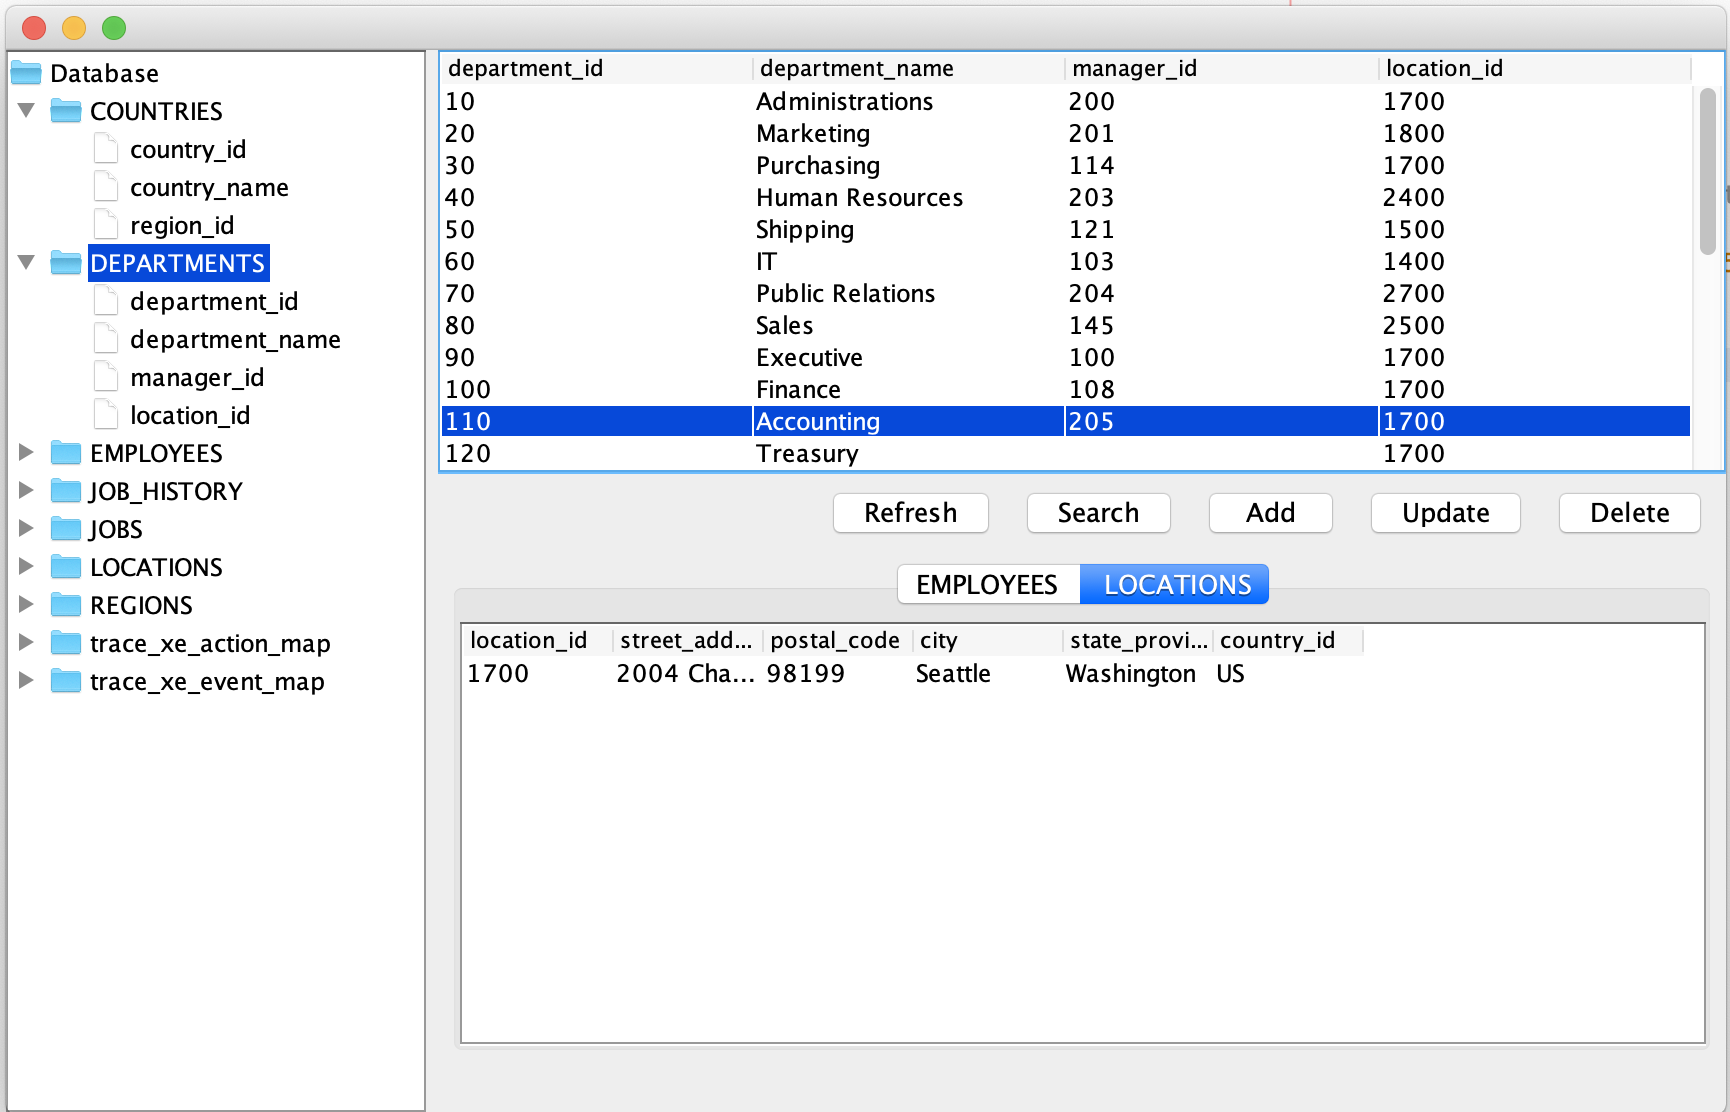 Database
COUNTRIES
country_id
country_name
region_id
DEPARTMENTS
department_id
department_name
manager_id
location_id
EMPLOYEES
JOB_HISTORY
JOBS
LOCATIONS
REGIONS
trace_xe_action_map
trace_xe_event_map
department_id department_name manager_id location_id
10 Administrations 200 1700
20 Marketing 201 1800
30 Purchasing 114 1700
40 Human Resources 203 2400
50 Shipping 121 1500
60 IT 103 1400
70 Public Relations 204 2700
80 Sales 145 2500
90 Executive 100 1700
100 Finance 108 1700
110 Accounting 205 1700
120 Treasury 1700
Refresh Search Add Update Delete
EMPLOYEES LOCATIONS
location_id street_add... postal_code city state_provi... country_id
1700 2004 Cha... 98199 Seattle Washington US